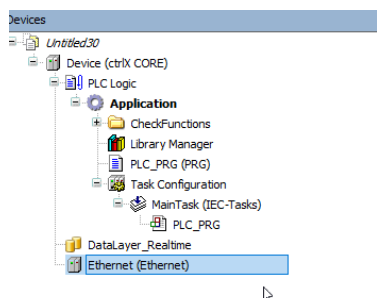 Devices
Untitled30
Device (ctrlX CORE)
PLC Logic
Application
CheckFunctions
Library Manager
PLC_PRG (PRG)
Task Configuration
MainTask (IEC-Tasks)
PLC_PRG
DataLayer_Realtime
Ethernet (Ethernet)